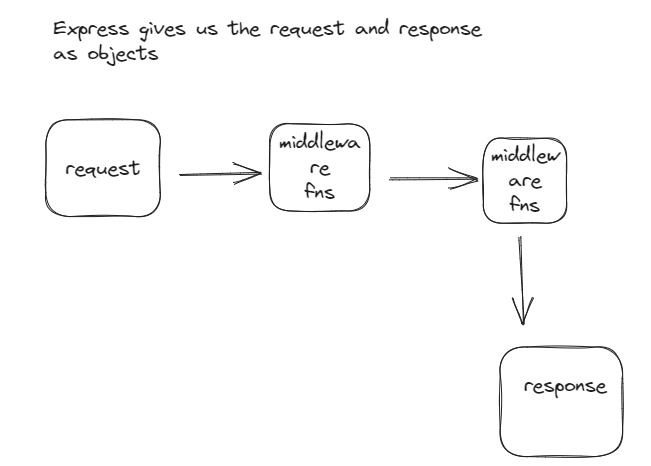 Express gives us the request and response
as objects
request
middlewa
re
fns
middlew
are
fns
response